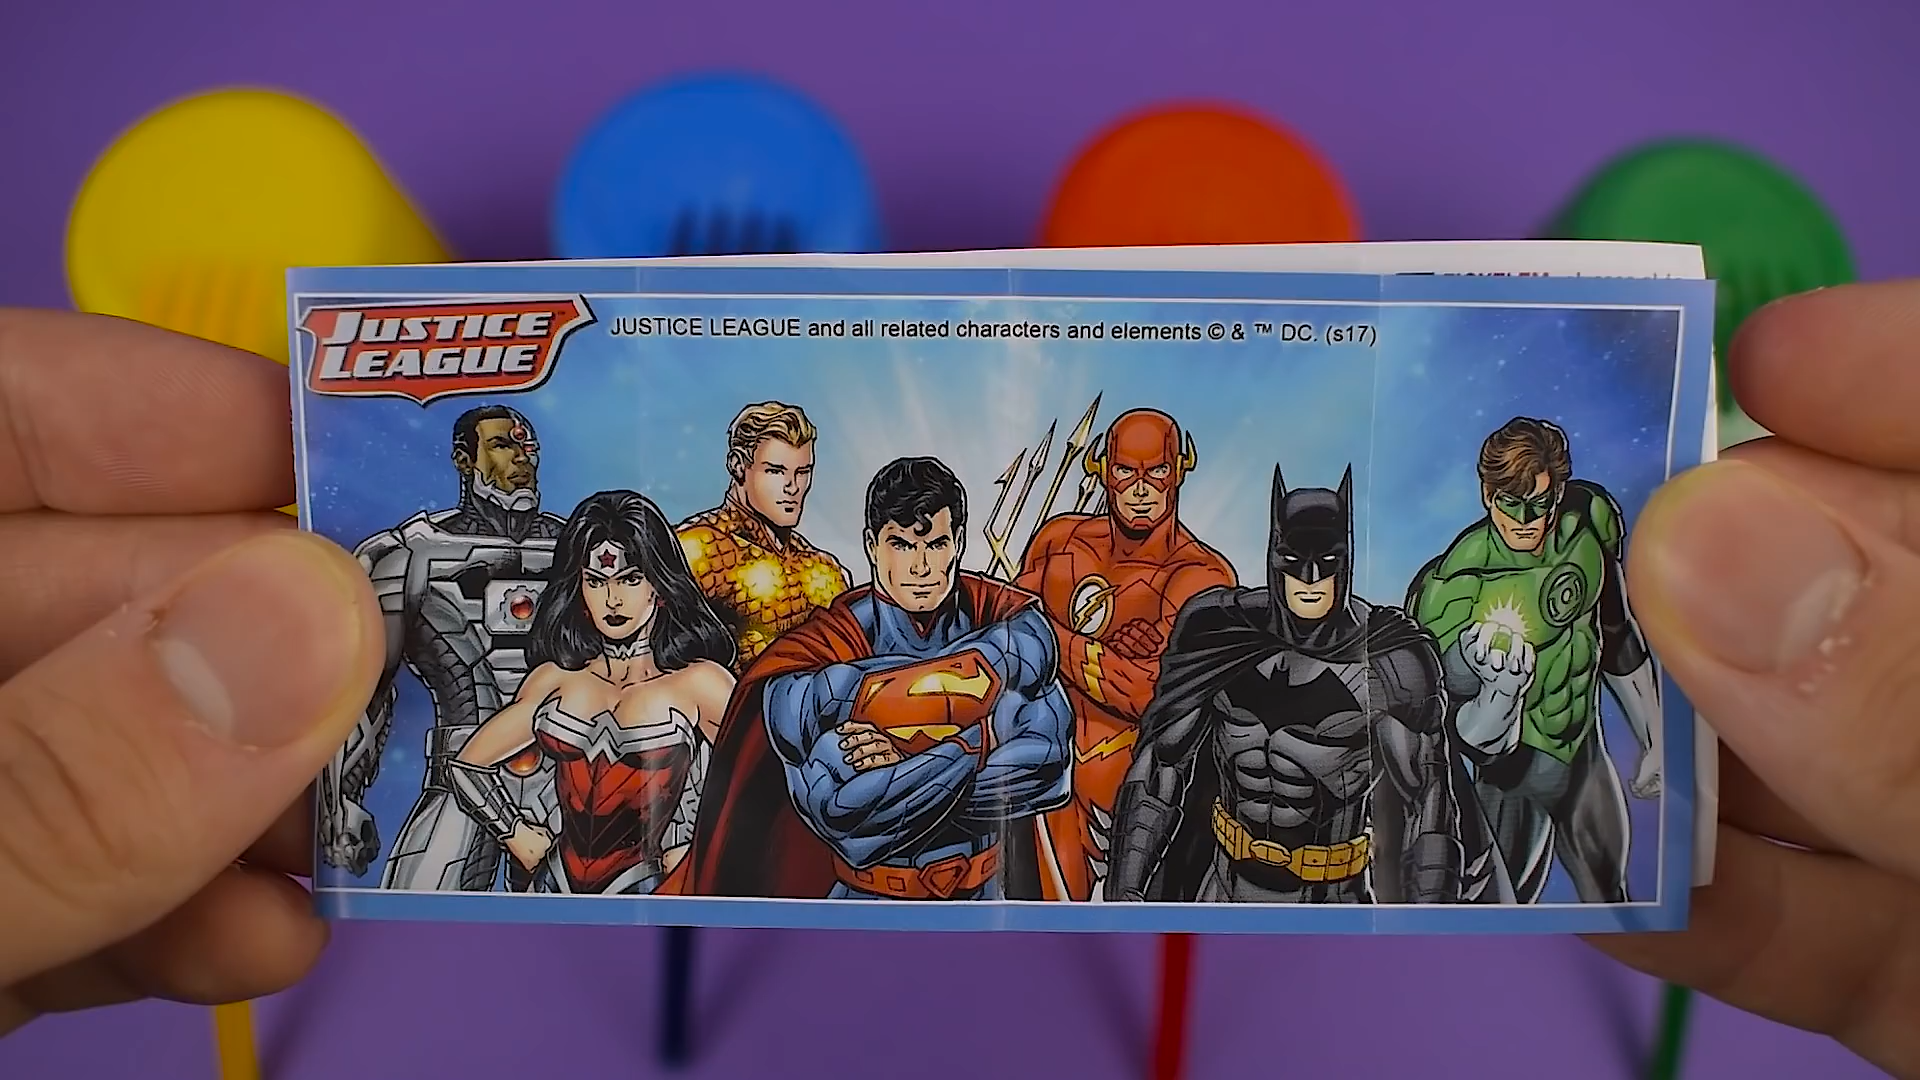 JUSTICE
LEAGUE
JUSTICE LEAGUE and all related characters and elements © & ™ DC. (s17)